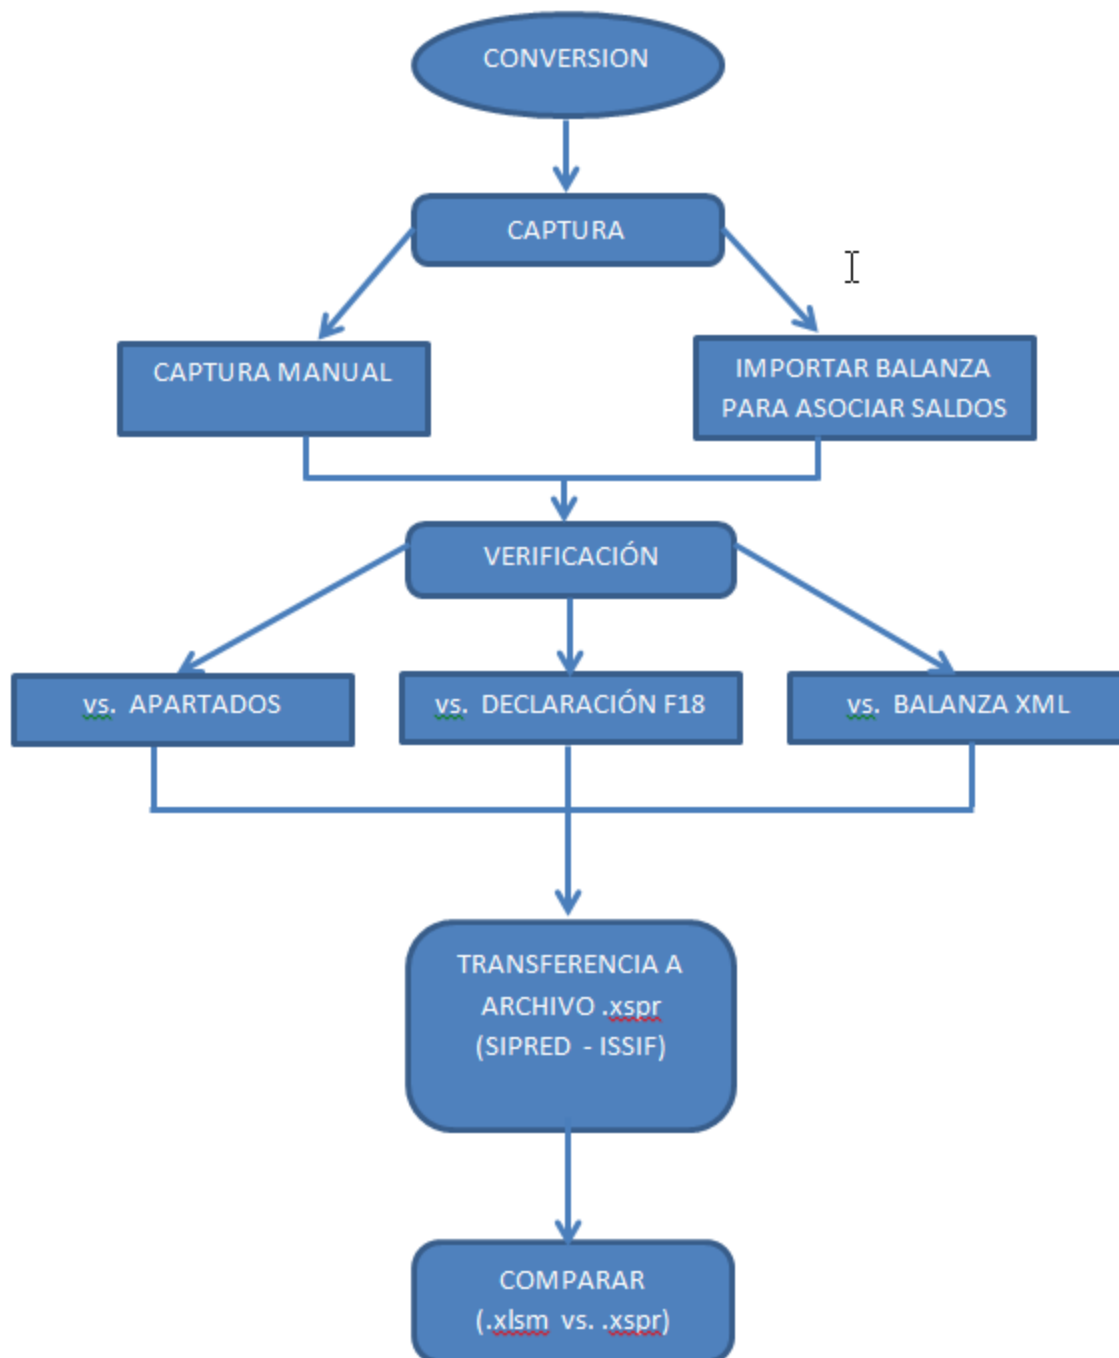 CONVERSION
CAPTURA
CAPTURA MANUAL
IMPORTAR BALANZA
PARA ASOCIAR SALDOS
VERIFICACIÓN
vs. APARTADOS
vs. DECLARACIÓN F18
vs. BALANZA XML
TRANSFERENCIA A
ARCHIVO .xspr
(SIPRED - ISSIF)
COMPARAR
(.xlsm vs. .xspr)